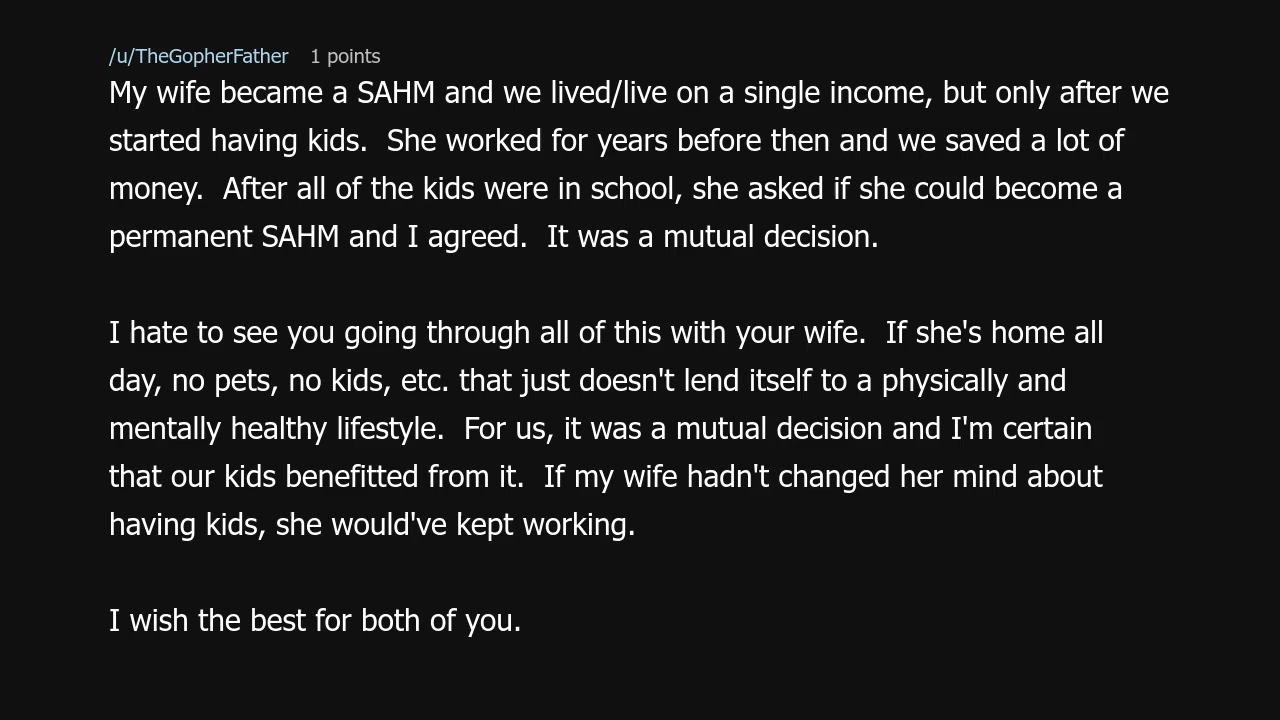 /u/TheGopherFather 1 points
My wife became a SAHM and we lived/live on a single income, but only after we
started having kids.  She worked for years before then and we saved a lot of
money.  After all of the kids were in school, she asked if she could become a
permanent SAHM and I agreed.  It was a mutual decision.
I hate to see you going through all of this with your wife.  If she's home all
day, no pets, no kids, etc. that just doesn't lend itself to a physically and
mentally healthy lifestyle.  For us, it was a mutual decision and I'm certain
that our kids benefitted from it.  If my wife hadn't changed her mind about
having kids, she would've kept working.
I wish the best for both of you.